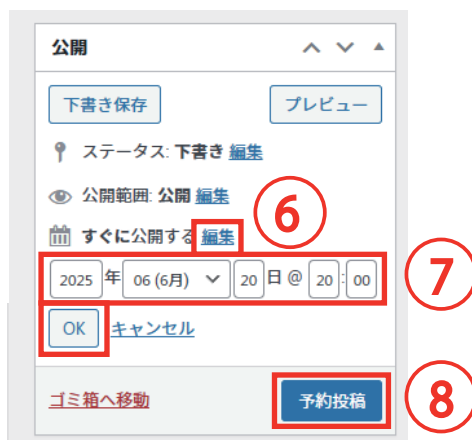 公開
下書き保存 プレビュー
ステータス: 下書き 編集
公開範囲: 公開 編集
⑥
すぐに公開する 編集
2025 年 06 (6月) 20 日 @ 20 : 00
⑦
OK キャンセル
ゴミ箱へ移動 予約投稿
⑧